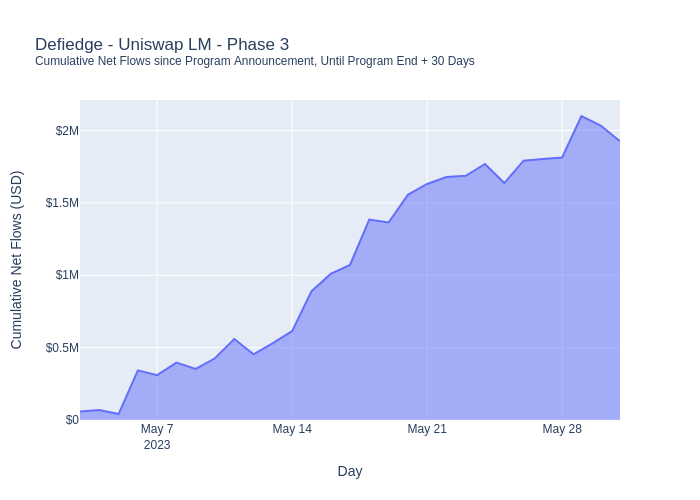 Defiedge - Uniswap LM - Phase 3
Cumulative Net Flows since Program Announcement, Until Program End + 30 Days
Cumulative Net Flows (USD)
$2M
$1.5M
$1M
$0.5M
$0
May 7
2023
May 14
May 21
May 28
Day